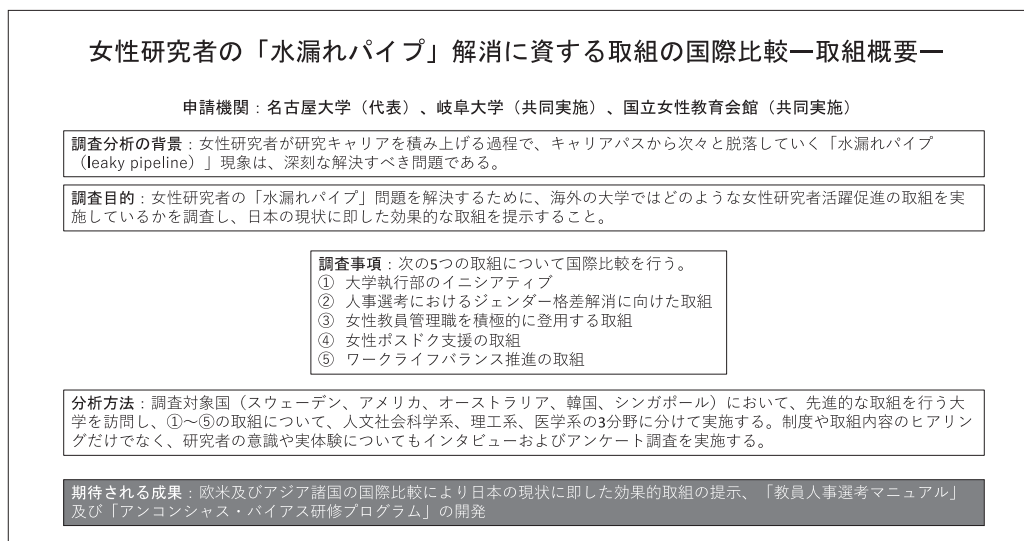 女性研究者の「水漏れパイプ」解消に資する取組の国際比較ー取組概要ー
申請機関：名古屋大学（代表）、岐阜大学（共同実施）、国立女性教育会館（共同実施）
調査分析の背景：女性研究者が研究キャリアを積み上げる過程で、キャリアパスから次々と脱落していく「水漏れパイプ
（leaky pipeline）」現象は、深刻な解決すべき問題である。
調査目的：女性研究者の「水漏れパイプ」問題を解決するために、海外の大学ではどのような女性研究者活躍促進の取組を実
施しているかを調査し、日本の現状に即した効果的な取組を提示すること。
調査事項：次の5つの取組について国際比較を行う。
① 大学執行部のイニシアティブ
② 人事選考におけるジェンダー格差解消に向けた取組
③ 女性教員管理職を積極的に登用する取組
④ 女性ポスドク支援の取組
⑤ ワークライフバランス推進の取組
分析方法：調査対象国（スウェーデン、アメリカ、オーストラリア、韓国、シンガポール）において、先進的な取組を行う大
学を訪問し、①～⑤の取組について、人文社会科学系、理工系、医学系の3分野に分けて実施する。制度や取組内容のヒアリン
グだけでなく、研究者の意識や実体験についてもインタビューおよびアンケート調査を実施する。
期待される成果：欧米及びアジア諸国の国際比較により日本の現状に即した効果的取組の提示、「教員人事選考マニュアル」
及び「アンコンシャス・バイアス研修プログラム」の開発